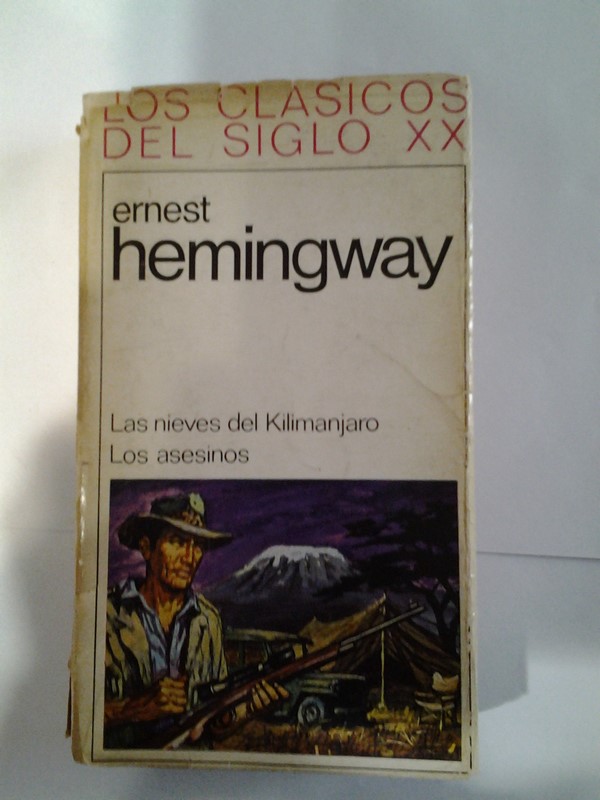 LOS CLASICOS
DEL SIGLO XX
ernest
hemingway
Las nieves del Kilimanjaro
Los asesinos